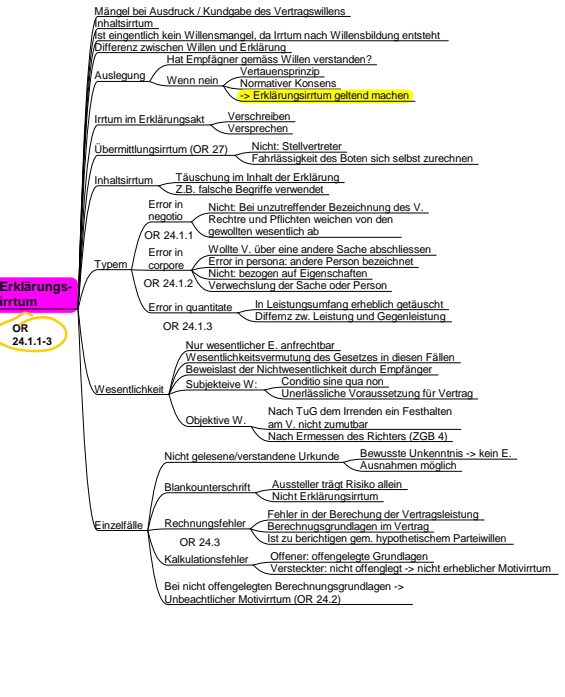 Erklärungs-
irrtum
OR
24.1.1-3
Mängel bei Ausdruck / Kundgabe des Vertragswillens
Inhaltsirrtum
Ist eingentlich kein Willensmangel, da Irrtum nach Willensbildung entsteht
Differenz zwischen Willen und Erklärung
Auslegung
Hat Empfägner gemäss Willen verstanden?
Wenn nein
Vertauensprinzip
Normativer Konsens
-> Erklärungsirrtum geltend machen
Irrtum im Erklärungsakt
Verschreiben
Versprechen
Übermittlungsirrtum (OR 27)
Nicht: Stellvertreter
Fahrlässigkeit des Boten sich selbst zurechnen
Inhaltsirrtum
Täuschung im Inhalt der Erklärung
Z.B. falsche Begriffe verwendet
Typem
Error in
negotio
OR 24.1.1
Nicht: Bei unzutreffender Bezeichnung des V.
Rechtre und Pflichten weichen von den
gewollten wesentlich ab
Error in
corpore
OR 24.1.2
Wollte V. über eine andere Sache abschliessen
Error in persona: andere Person bezeichnet
Nicht: bezogen auf Eigenschaften
Verwechslung der Sache oder Person
Error in quantitate
OR 24.1.3
In Leistungsumfang erheblich getäuscht
Differnz zw. Leistung und Gegenleistung
Wesentlichkeit
Nur wesentlicher E. anfrechtbar
Wesentlichkeitsvermutung des Gesetzes in diesen Fällen
Beweislast der Nichtwesentlichkeit durch Empfänger
Subjekteive W:
Conditio sine qua non
Unerlässliche Voraussetzung für Vertrag
Objektive W.
Nach TuG dem Irrenden ein Festhalten
am V. nicht zumutbar
Nach Ermessen des Richters (ZGB 4)
Einzelfälle
Nicht gelesene/verstandene Urkunde
Bewusste Unkenntnis -> kein E.
Ausnahmen möglich
Blankounterschrift
Aussteller trägt Risiko allein
Nicht Erklärungsirrtum
Rechnungsfehler
OR 24.3
Fehler in der Berechung der Vertragsleistung
Berechnugsgrundlagen im Vertrag
Ist zu berichtigen gem. hypothetischem Parteiwillen
Kalkulationsfehler
Offener: offengelegte Grundlagen
Versteckter: nicht offenglegt -> nicht erheblicher Motivirrtum
Bei nicht offengelegten Berechnungsgrundlagen ->
Unbeachtlicher Motivirrtum (OR 24.2)